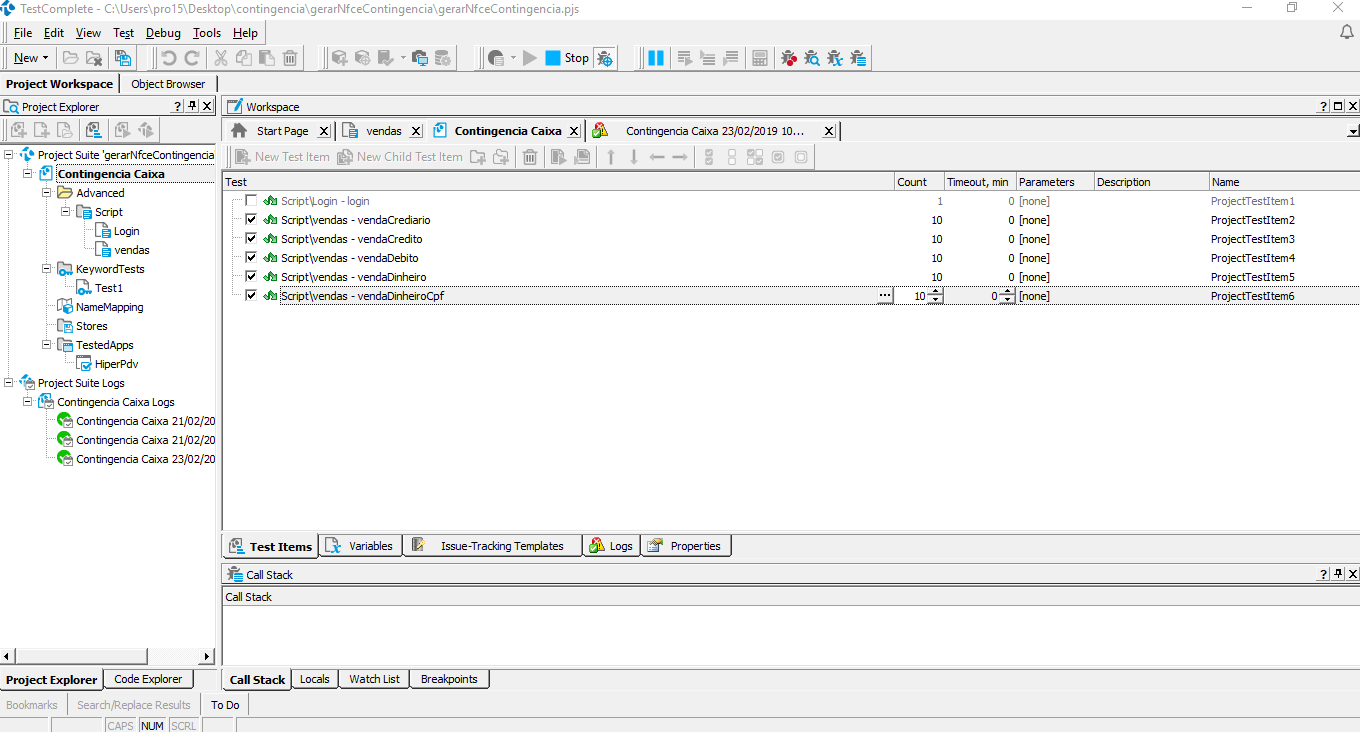 TestComplete - C:\Users\pro15\Desktop\contingencia\gerarNfceContingencia\gerarNfceContingencia.pjs
File Edit View Test Debug Tools Help
New Stop
Project Workspace Object Browser
Project Explorer ? Workspace ?
Start Page vendas Contingencia Caixa Contingencia Caixa 23/02/2019 10...
New Test Item New Child Test Item
Project Suite 'gerarNfceContingencia
Contingencia Caixa
Advanced
Script
Login
vendas
KeywordTests
Test1
NameMapping
Stores
TestedApps
HiperPdv
Project Suite Logs
Contingencia Caixa Logs
Contingencia Caixa 21/02/20
Contingencia Caixa 21/02/20
Contingencia Caixa 23/02/20
Test Count Timeout, min Parameters Description Name
Script\Login - login 1 0 [none] ProjectTestItem1
Script\vendas - vendaCrediario 10 0 [none] ProjectTestItem2
Script\vendas - vendaCredito 10 0 [none] ProjectTestItem3
Script\vendas - vendaDebito 10 0 [none] ProjectTestItem4
Script\vendas - vendaDinheiro 10 0 [none] ProjectTestItem5
Script\vendas - vendaDinheiroCpf ... 10 0 [none] ProjectTestItem6
Test Items Variables Issue-Tracking Templates Logs Properties
Call Stack ?
Call Stack
Project Explorer Code Explorer
Call Stack Locals Watch List Breakpoints
Bookmarks Search/Replace Results To Do
CAPS NUM SCRL